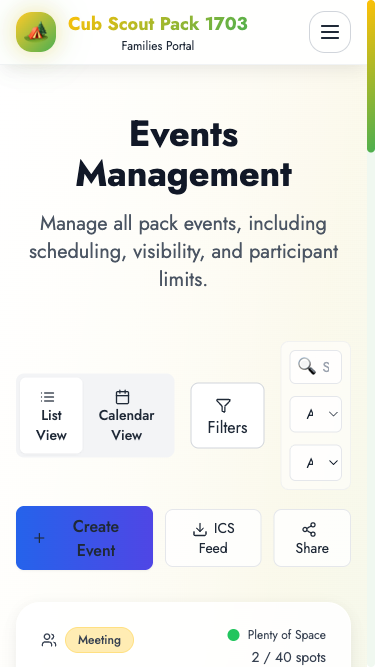 Cub Scout Pack 1703
Families Portal
Events
Management
Manage all pack events, including
scheduling, visibility, and participant
limits.
List
View
Calendar
View
Filters
S
A
A
Create
Event
ICS
Feed
Share
Meeting
Plenty of Space
2 / 40 spots